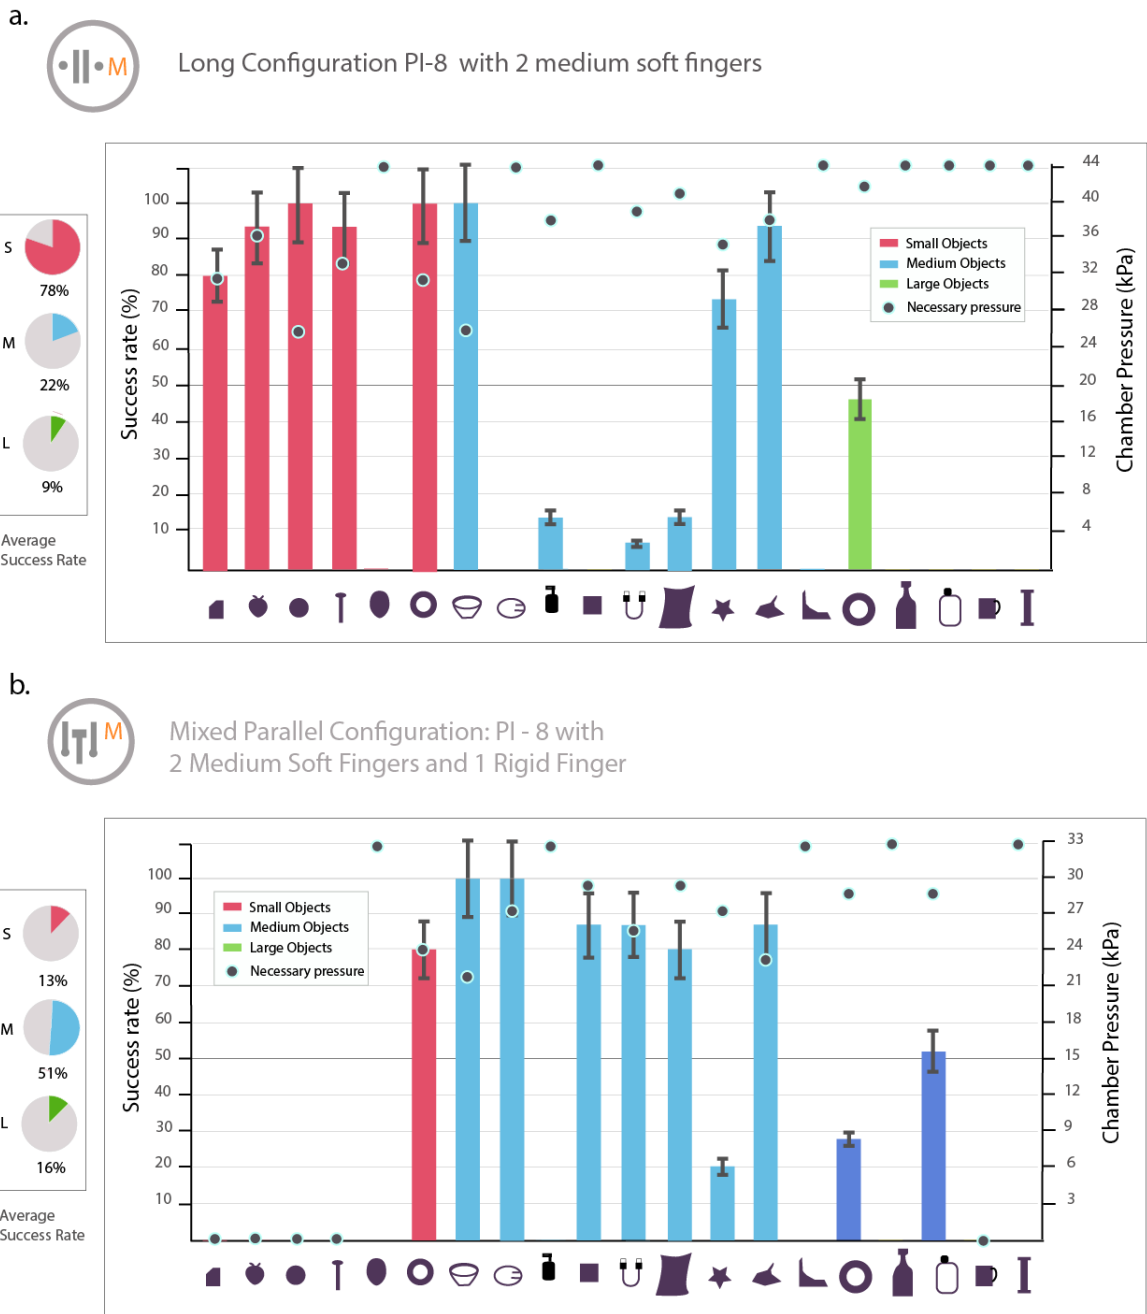 a.
M
Long Configuration PI-8 with 2 medium soft fingers
S
78%
M
22%
L
9%
Average
Success Rate
Success rate (%)
100
90
80
70
60
50
40
30
20
10
44
40
36
32
28
24
20
16
12
8
4
Chamber Pressure (kPa)
Small Objects
Medium Objects
Large Objects
Necessary pressure
b.
M
Mixed Parallel Configuration: PI - 8 with
2 Medium Soft Fingers and 1 Rigid Finger
S
13%
M
51%
L
16%
Average
Success Rate
Success rate (%)
100
90
80
70
60
50
40
30
20
10
33
30
27
24
21
18
15
12
9
6
3
Chamber Pressure (kPa)
Small Objects
Medium Objects
Large Objects
Necessary pressure